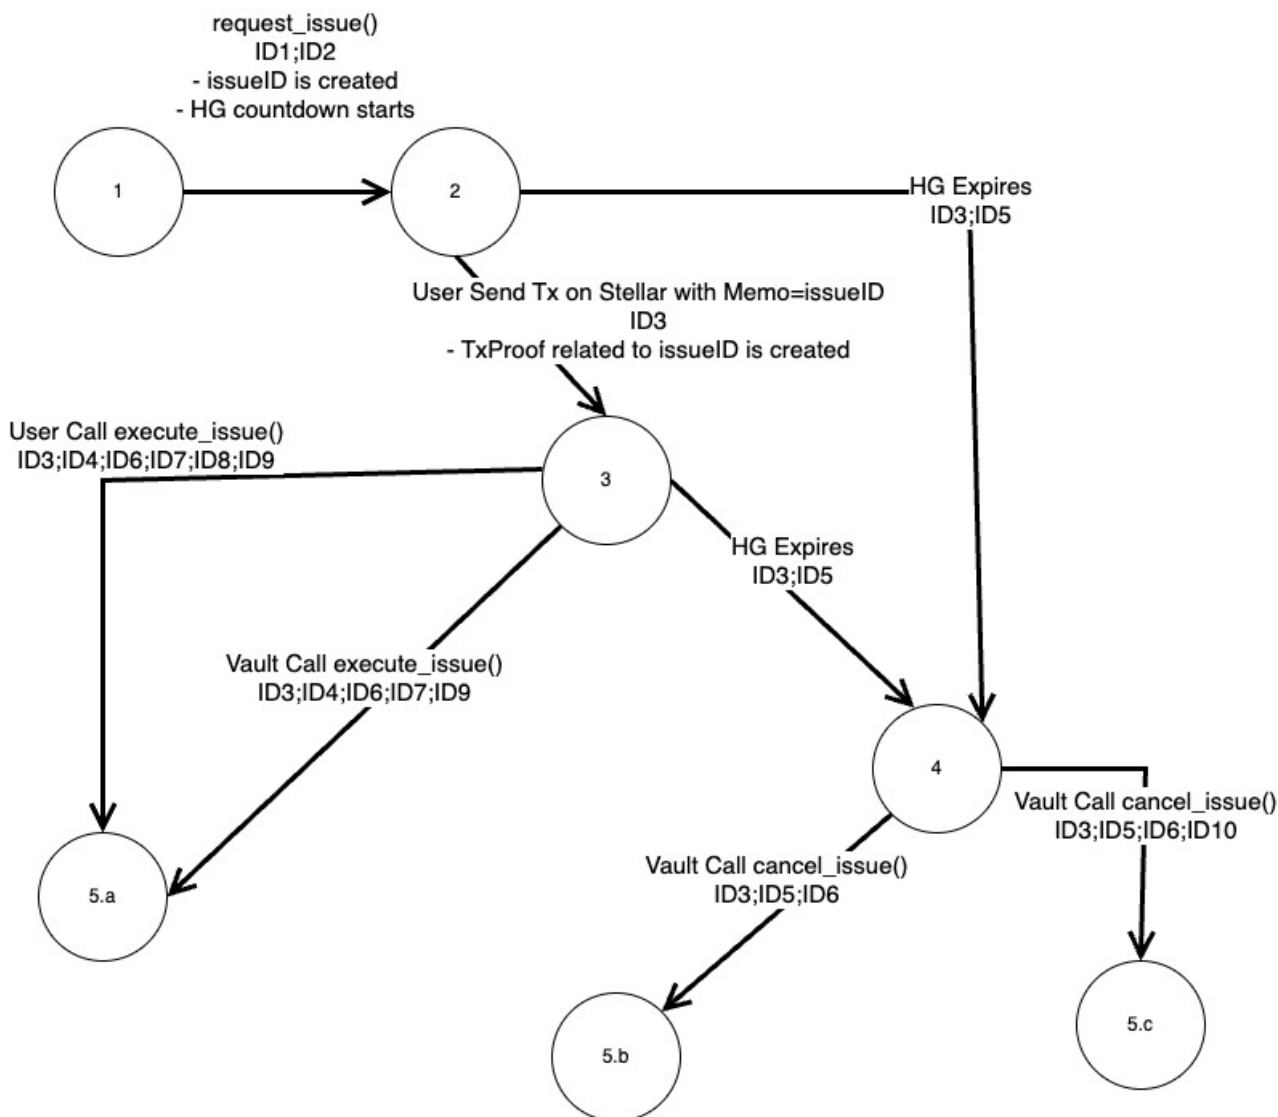 request_issue()
ID1;ID2
- issueID is created
- HG countdown starts
1
2
HG Expires
ID3;ID5
User Send Tx on Stellar with Memo=issueID
ID3
- TxProof related to issueID is created
User Call execute_issue()
ID3;ID4;ID6;ID7;ID8;ID9
3
HG Expires
ID3;ID5
Vault Call execute_issue()
ID3;ID4;ID6;ID7;ID9
4
Vault Call cancel_issue()
ID3;ID5;ID6;ID10
Vault Call cancel_issue()
ID3;ID5;ID6
5.a
5.b
5.c